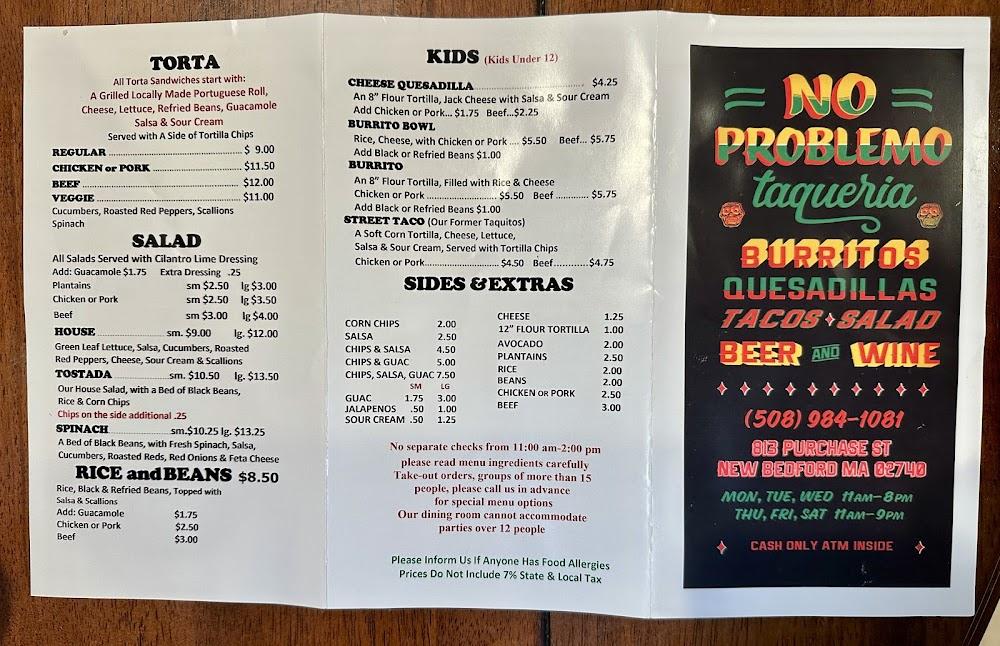 TORTA
All Torta Sandwiches start with:
A Grilled Locally Made Portuguese Roll,
Cheese, Lettuce, Refried Beans, Guacamole
Salsa & Sour Cream
Served with A Side of Tortilla Chips
REGULAR ........ $ 9.00
CHICKEN or PORK ........ $11.50
BEEF ........ $12.00
VEGGIE ........ $11.00
Cucumbers, Roasted Red Peppers, Scallions
Spinach
SALAD
All Salads Served with Cilantro Lime Dressing
Add: Guacamole $1.75 Extra Dressing .25
Plantains sm $2.50 lg $3.00
Chicken or Pork sm $2.50 lg $3.50
Beef sm $3.00 lg $4.00
HOUSE ........ sm. $9.00 lg. $12.00
Green Leaf Lettuce, Salsa, Cucumbers, Roasted
Red Peppers, Cheese, Sour Cream & Scallions
TOSTADA ........ sm. $10.50 lg. $13.50
Our House Salad, with a Bed of Black Beans,
Rice & Corn Chips
Chips on the side additional .25
SPINACH ........ sm.$10.25 lg. $13.25
A Bed of Black Beans, with Fresh Spinach, Salsa,
Cucumbers, Roasted Reds, Red Onions & Feta Cheese
RICE and BEANS $8.50
Rice, Black & Refried Beans, Topped with
Salsa & Scallions
Add: Guacamole $1.75
Chicken or Pork $2.50
Beef $3.00
KIDS (Kids Under 12)
CHEESE QUESADILLA ........ $4.25
An 8” Flour Tortilla, Jack Cheese with Salsa & Sour Cream
Add Chicken or Pork... $1.75 Beef...$2.25
BURRITO BOWL
Rice, Cheese, with Chicken or Pork .... $5.50 Beef... $5.75
Add Black or Refried Beans $1.00
BURRITO
An 8” Flour Tortilla, Filled with Rice & Cheese
Chicken or Pork ........ $5.50 Beef ........ $5.75
Add Black or Refried Beans $1.00
STREET TACO (Our Former Taquitos)
A Soft Corn Tortilla, Cheese, Lettuce,
Salsa & Sour Cream, Served with Tortilla Chips
Chicken or Pork........ $4.50 Beef........$4.75
SIDES & EXTRAS
CORN CHIPS 2.00
SALSA 2.50
CHIPS & SALSA 4.50
CHIPS & GUAC 5.00
CHIPS, SALSA, GUAC 7.50
SM LG
GUAC 1.75 3.00
JALAPENOS .50 1.00
SOUR CREAM .50 1.25
CHEESE 1.25
12” FLOUR TORTILLA 1.00
AVOCADO 2.00
PLANTAINS 2.50
RICE 2.00
BEANS 2.00
CHICKEN OR PORK 2.50
BEEF 3.00
No separate checks from 11:00 am-2:00 pm
please read menu ingredients carefully
Take-out orders, groups of more than 15
people, please call us in advance
for special menu options
Our dining room cannot accommodate
parties over 12 people
Please Inform Us If Anyone Has Food Allergies
Prices Do Not Include 7% State & Local Tax
NO
PROBLEMO
taqueria
BURRITOS
QUESADILLAS
TACOS SALAD
BEER AND WINE
(508) 984-1081
813 PURCHASE ST
NEW BEDFORD MA 02740
MON, TUE, WED 11AM-8PM
THU, FRI, SAT 11AM-9PM
CASH ONLY ATM INSIDE